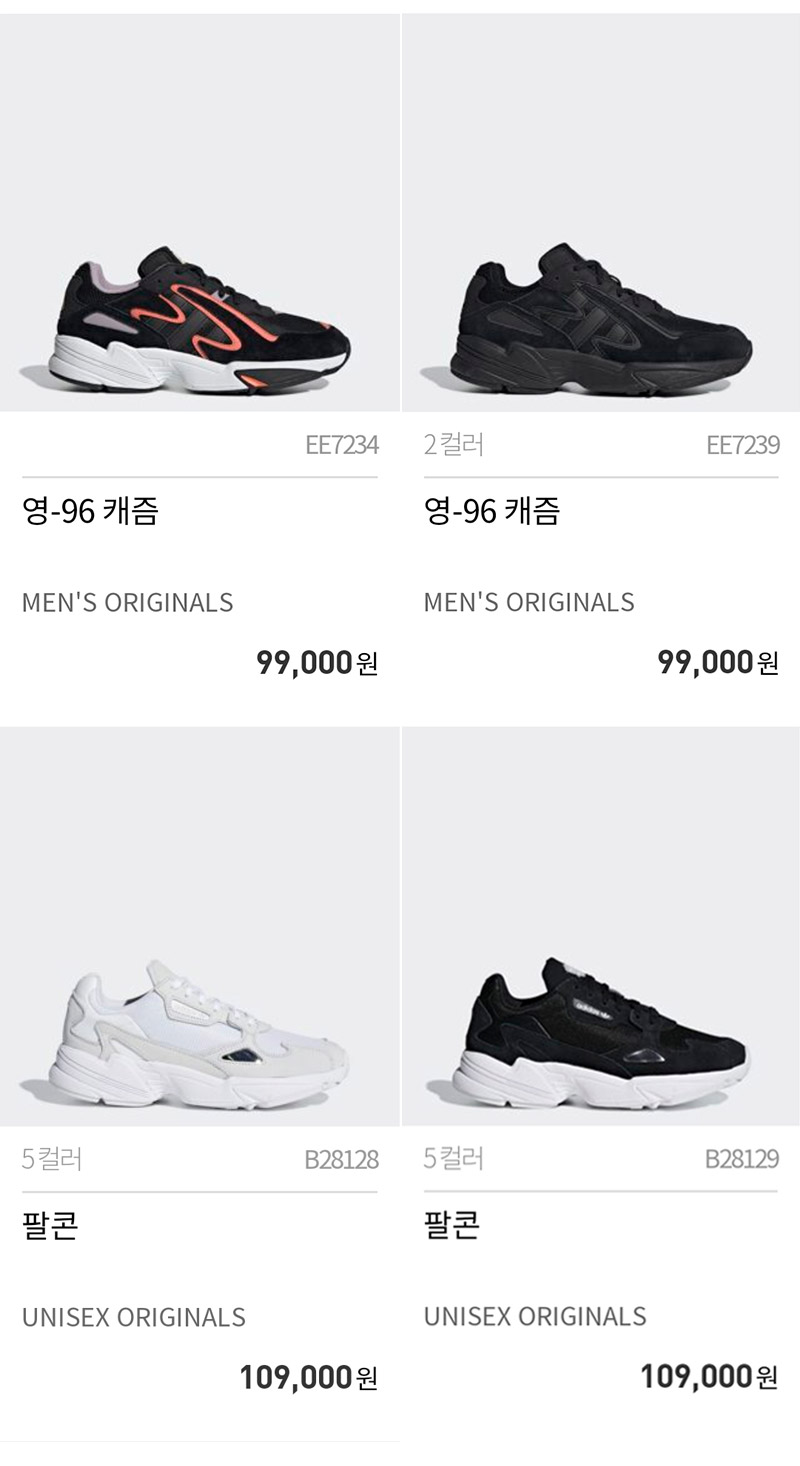 EE7234
영-96 캐즘
MEN'S ORIGINALS
99,000원
2 컬러 EE7239
영-96 캐즘
MEN'S ORIGINALS
99,000원
5 컬러 B28128
팔콘
UNISEX ORIGINALS
109,000원
adidas
5 컬러 B28129
팔콘
UNISEX ORIGINALS
109,000원